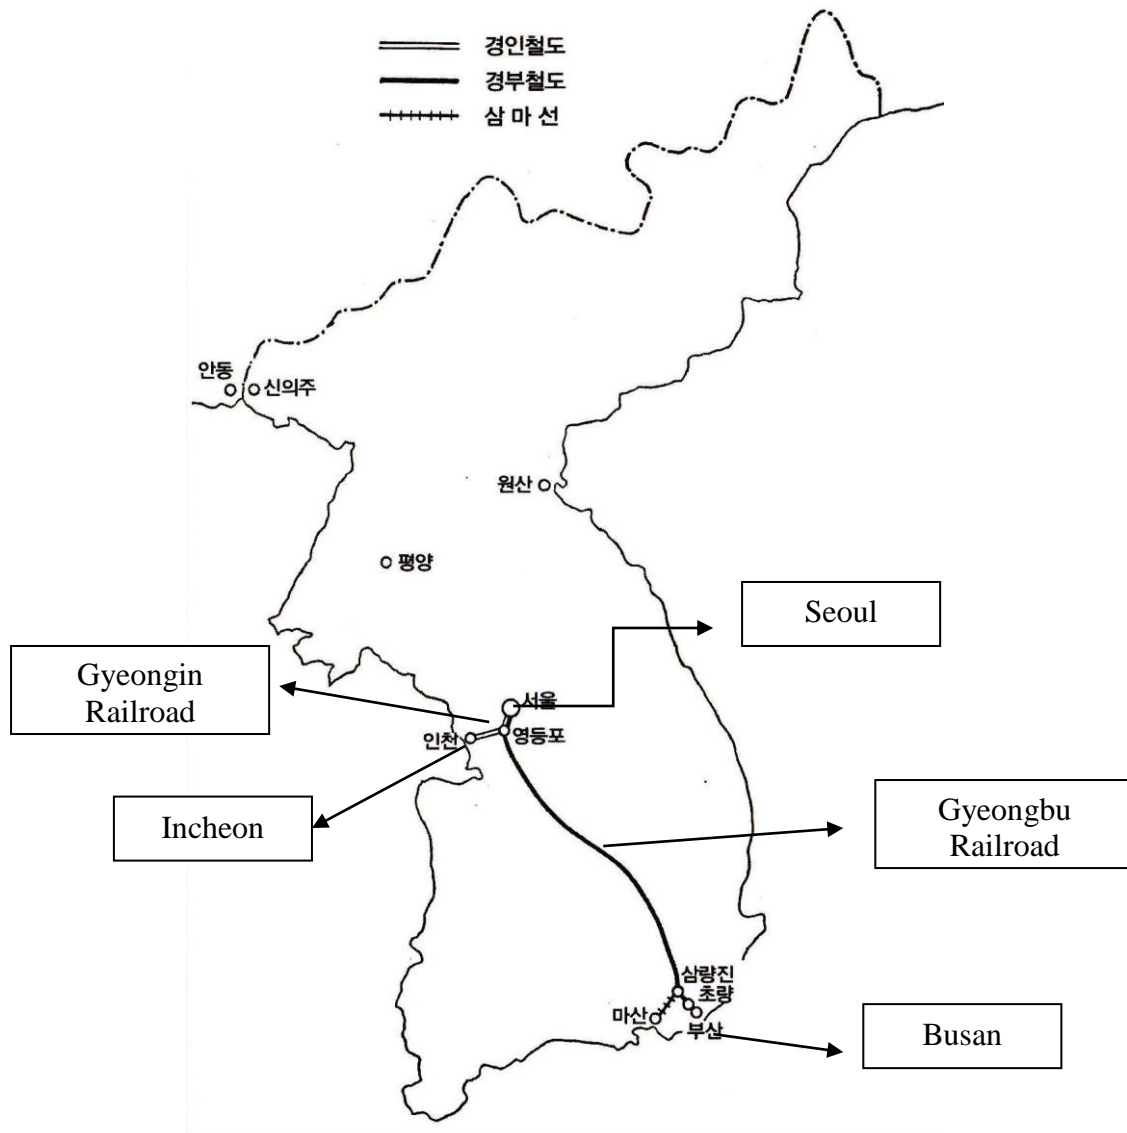 경인철도
경부철도
삼마선
안동
신의주
원산
평양
Seoul
Gyeongin
Railroad
서울
영등포
인천
Incheon
Gyeongbu
Railroad
삼량진
초량
마산
부산
Busan